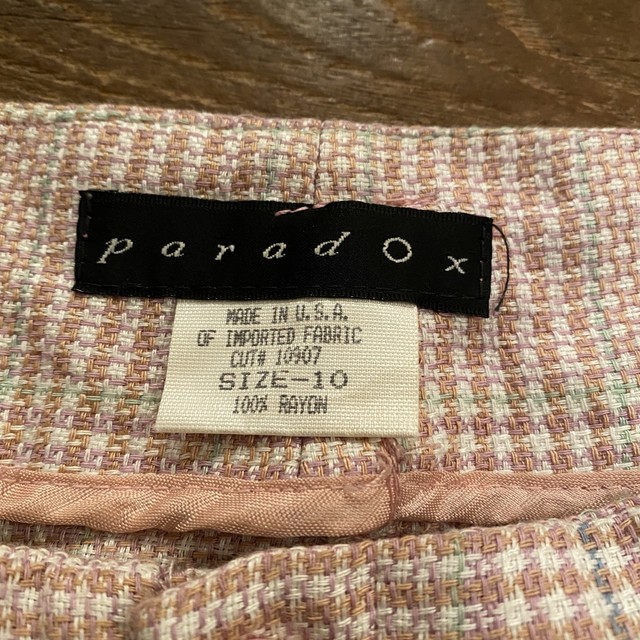 paradOx
MADE IN U.S.A.
OF IMPORTED FABRIC
CUT# 10907
SIZE-10
100% RAYON